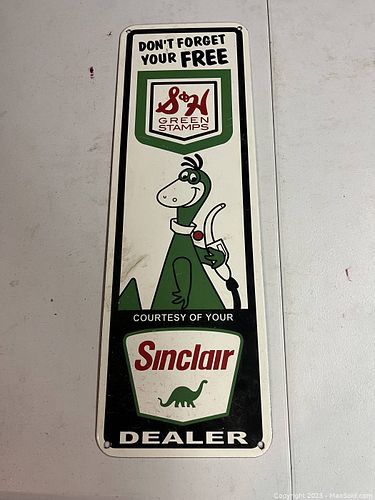 DON'T FORGET
YOUR FREE
S&H
GREEN
STAMPS
COURTESY OF YOUR
Sinclair
DEALER
Copyright 2023 - MaxSold.com